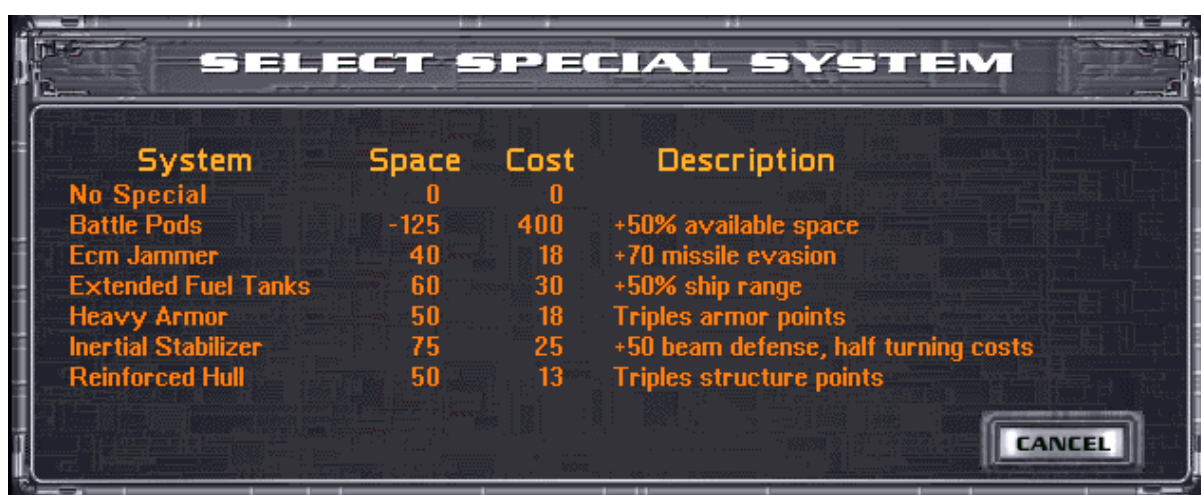 SELECT SPECIAL SYSTEM
System Space Cost Description
No Special 0 0
Battle Pods -125 400 +50% available space
Ecm Jammer 40 18 +70 missile evasion
Extended Fuel Tanks 60 30 +50% ship range
Heavy Armor 50 18 Triples armor points
Inertial Stabilizer 75 25 +50 beam defense, half turning costs
Reinforced Hull 50 13 Triples structure points
CANCEL